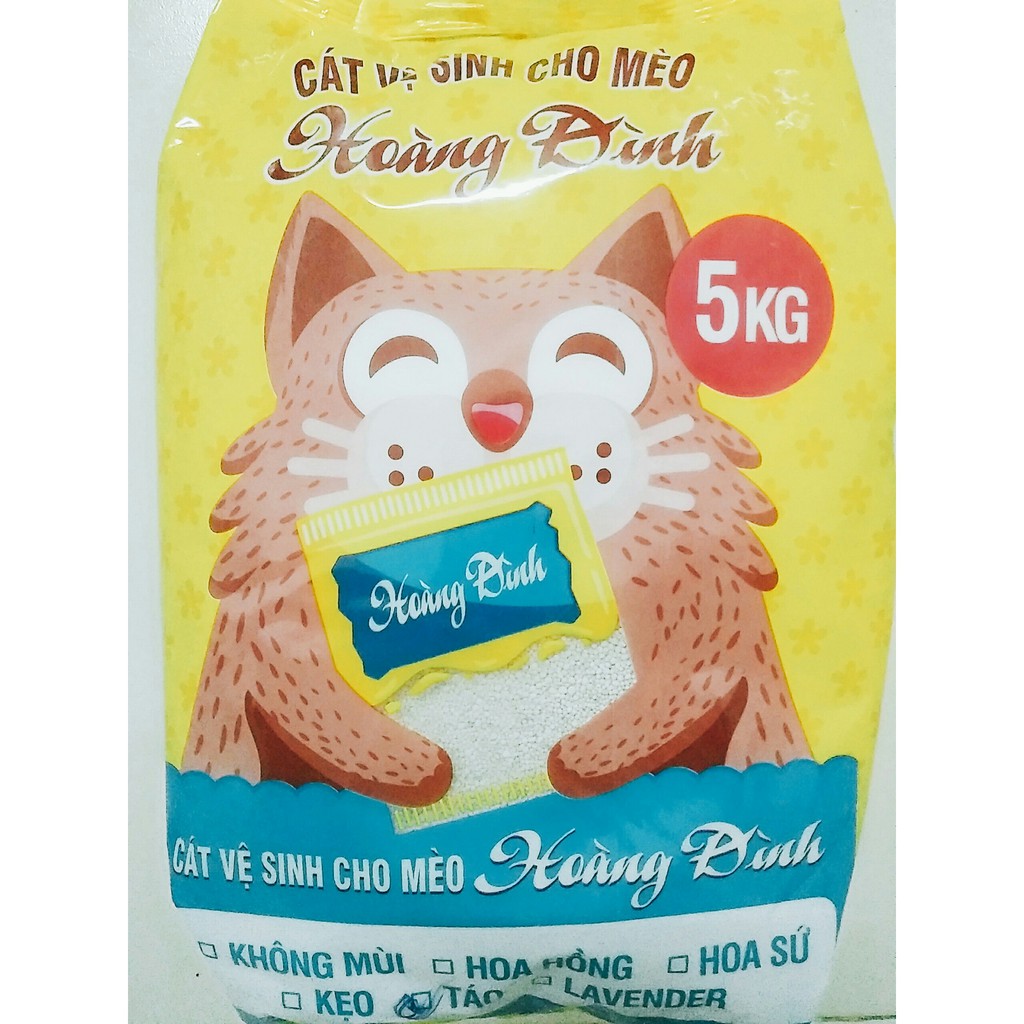 CÁT VỆ SINH CHO MÈO
Hoàng Đình
5KG
Hoàng Đình
CÁT VỆ SINH CHO MÈO Hoàng Đình
KHÔNG MÙI HOA HỒNG HOA SỨ
KẸO TÁO LAVENDER